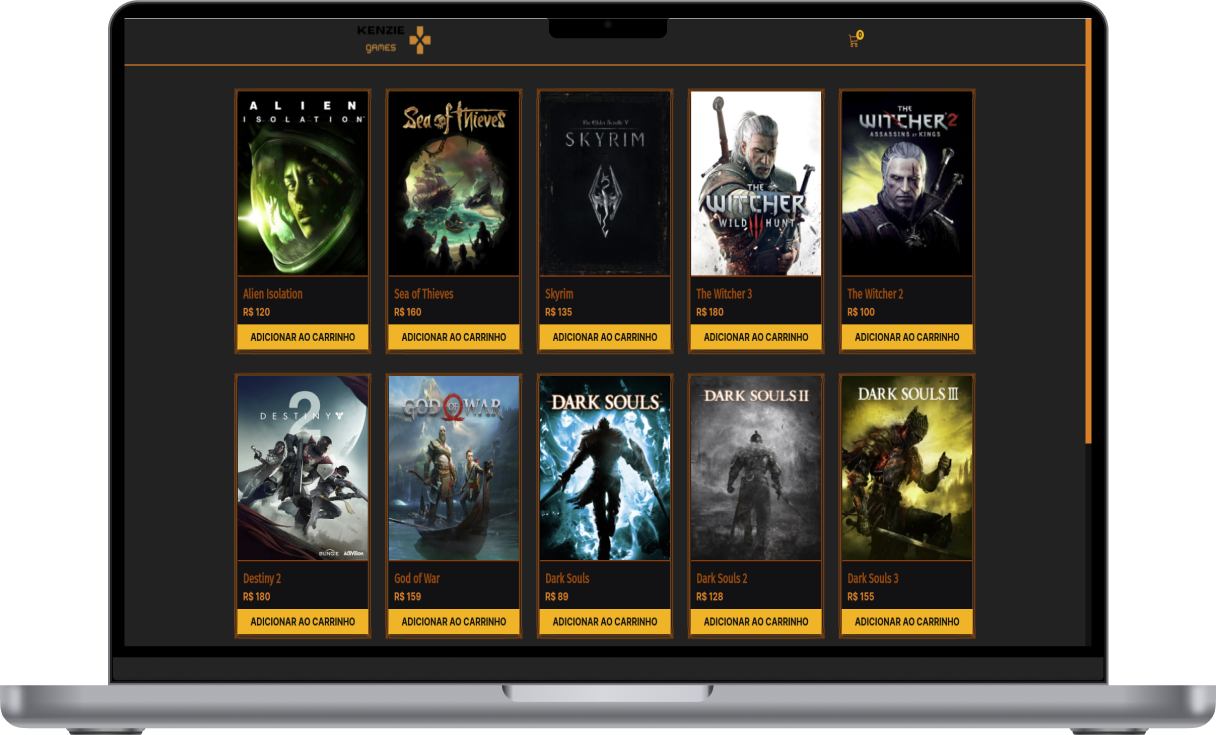 KENZIE
games
0
ALIEN
ISOLATION
Sea of Thieves
The Elder Scrolls V
SKYRIM
THE
WITCHER
WILD HUNT
THE
WITCHER 2
ASSASSINS OF KINGS
Alien Isolation
Sea of Thieves
Skyrim
The Witcher 3
The Witcher 2
R$ 120
R$ 160
R$ 135
R$ 180
R$ 100
ADICIONAR AO CARRINHO
ADICIONAR AO CARRINHO
ADICIONAR AO CARRINHO
ADICIONAR AO CARRINHO
ADICIONAR AO CARRINHO
2
DESTINY
BUNGIE ACTIVISION
GOD OF WAR
DARK SOULS
DARK SOULS II
DARK SOULS III
Destiny 2
God of War
Dark Souls
Dark Souls 2
Dark Souls 3
R$ 180
R$ 159
R$ 89
R$ 128
R$ 155
ADICIONAR AO CARRINHO
ADICIONAR AO CARRINHO
ADICIONAR AO CARRINHO
ADICIONAR AO CARRINHO
ADICIONAR AO CARRINHO